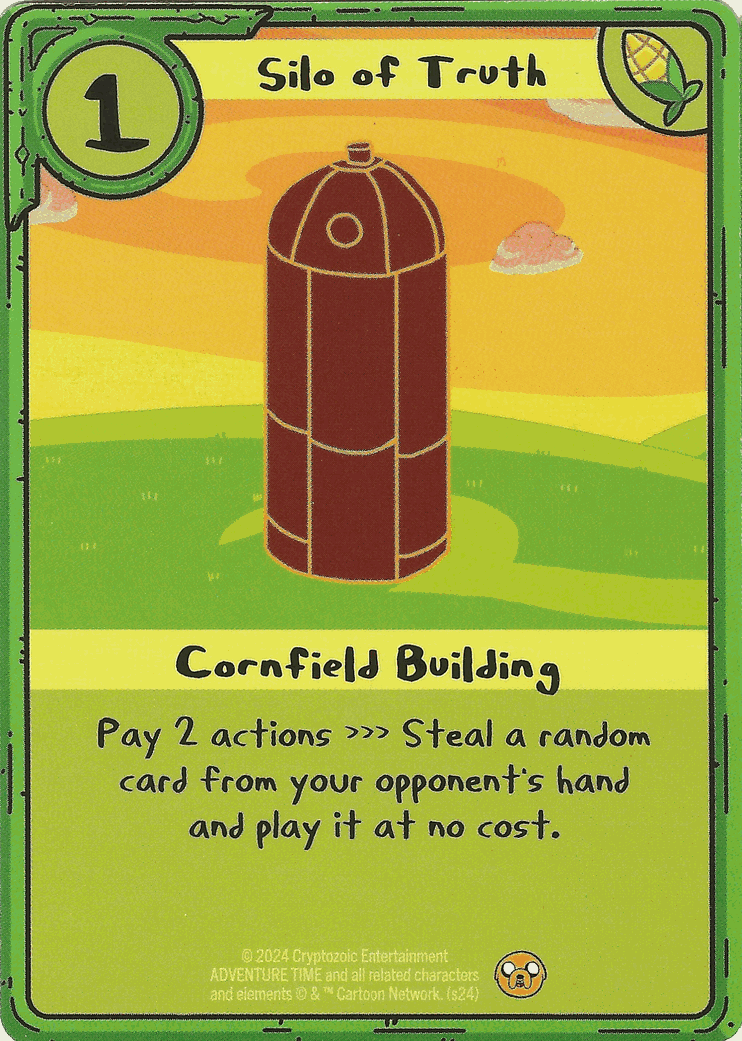 1
Silo of Truth
Cornfield Building
Pay 2 actions >>> Steal a random
card from your opponent's hand
and play it at no cost.
© 2024 Cryptozoic Entertainment
ADVENTURE TIME and all related characters
and elements © & ™ Cartoon Network. (s24)